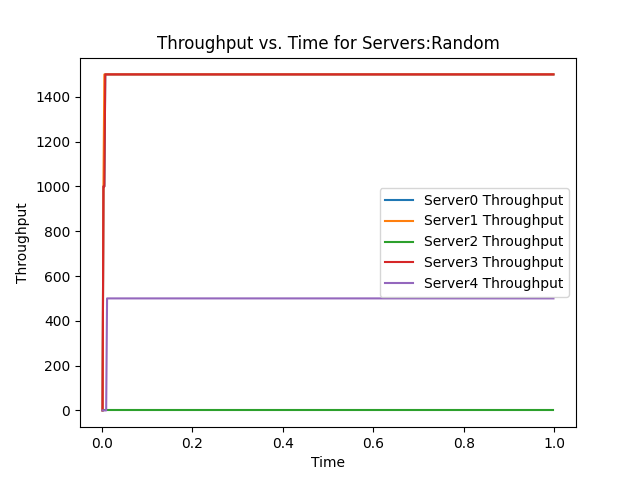 Throughput vs. Time for Servers:Random
Throughput
1400
1200
1000
800
600
400
200
0
Server0 Throughput
Server1 Throughput
Server2 Throughput
Server3 Throughput
Server4 Throughput
0.0 0.2 0.4 0.6 0.8 1.0
Time